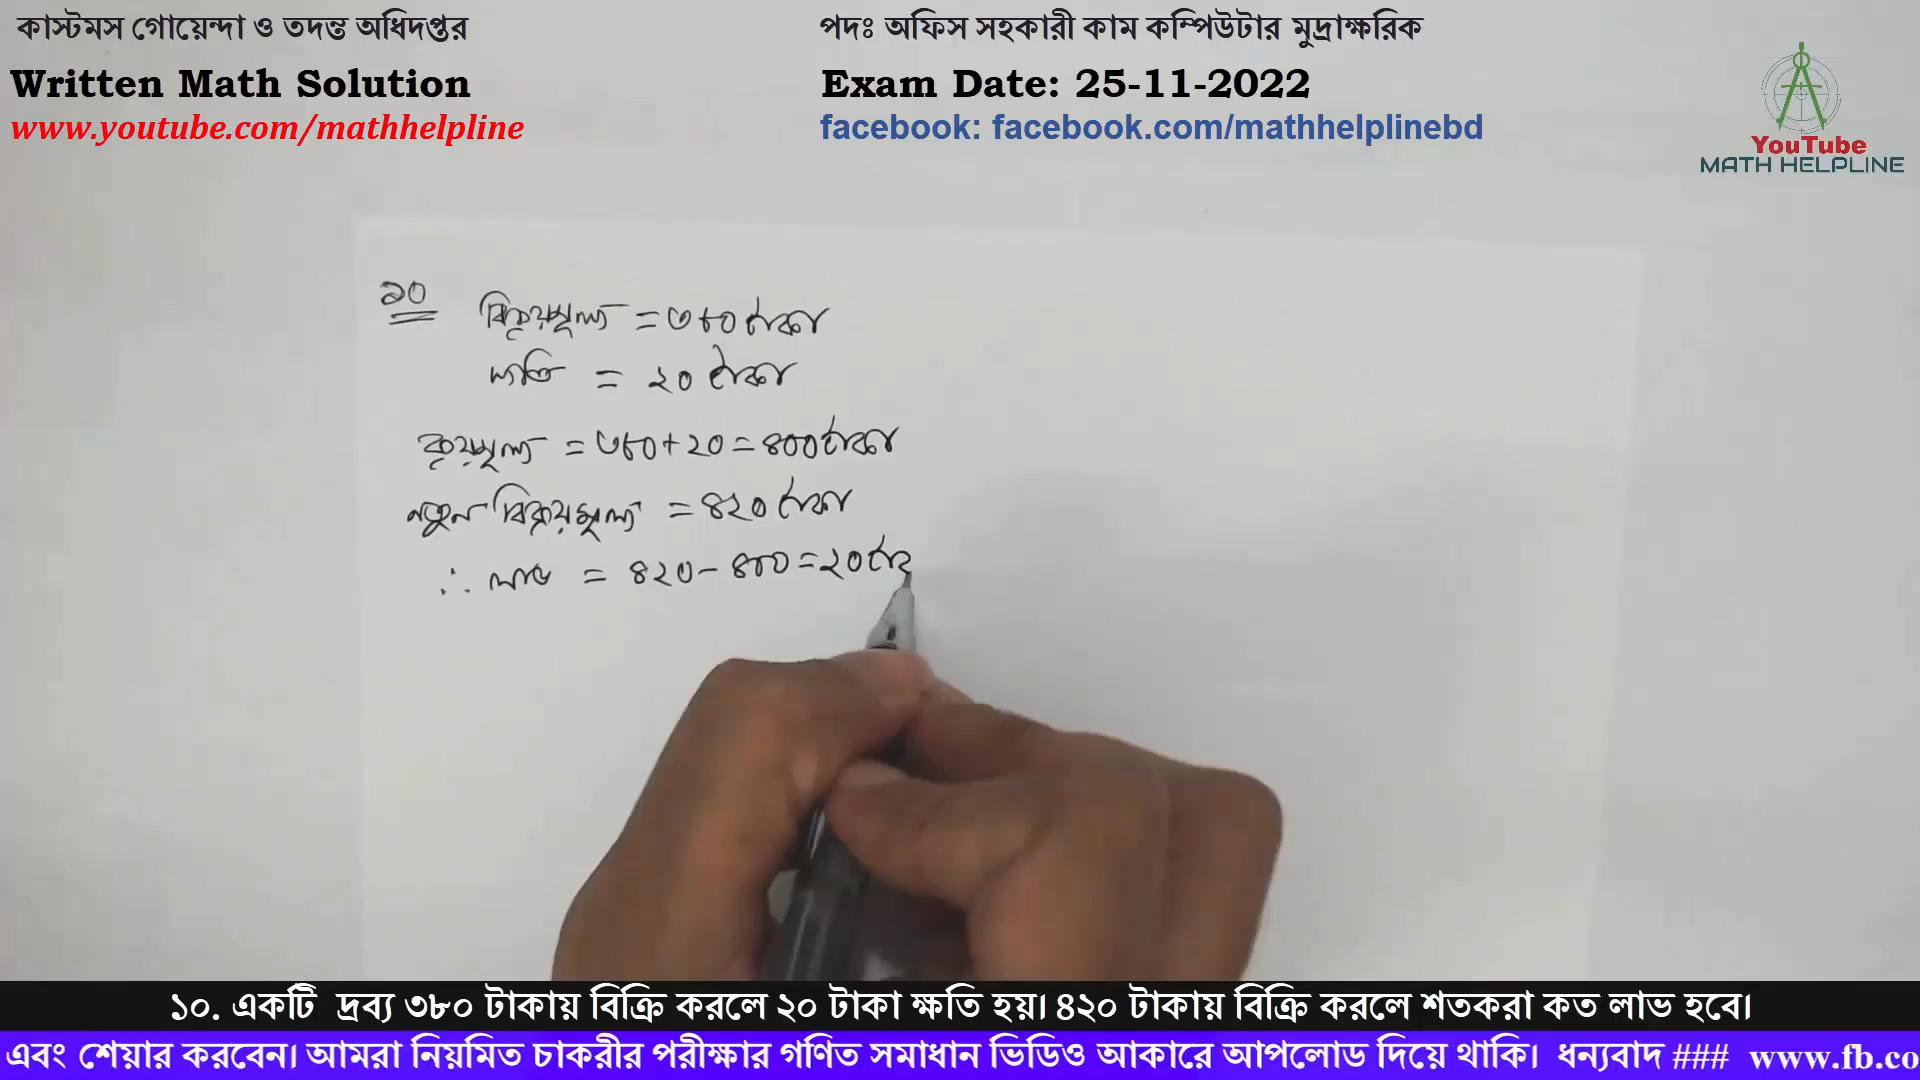 কাস্টমস গোয়েন্দা ও তদন্ত অধিদপ্তর
পদঃ অফিস সহকারী কাম কম্পিউটার মুদ্রাক্ষরিক
Written Math Solution
Exam Date: 25-11-2022
www.youtube.com/mathhelpline
facebook: facebook.com/mathhelplinebd
YouTube
MATH HELPLINE
১০
বিক্রয়মূল্য = ৩৮০ টাকা
ক্ষতি = ২০ টাকা
ক্রয়মূল্য = ৩৮০+২০=৪০০ টাকা
নতুন বিক্রয়মূল্য = ৪২০ টাকা
∴ লাভ = ৪২০-৪০০=২০
১০. একটি দ্রব্য ৩৮০ টাকায় বিক্রি করলে ২০ টাকা ক্ষতি হয়। ৪২০ টাকায় বিক্রি করলে শতকরা কত লাভ হবে।
এবং শেয়ার করবেন। আমরা নিয়মিত চাকরীর পরীক্ষার গণিত সমাধান ভিডিও আকারে আপলোড দিয়ে থাকি। ধন্যবাদ ### www.fb.co